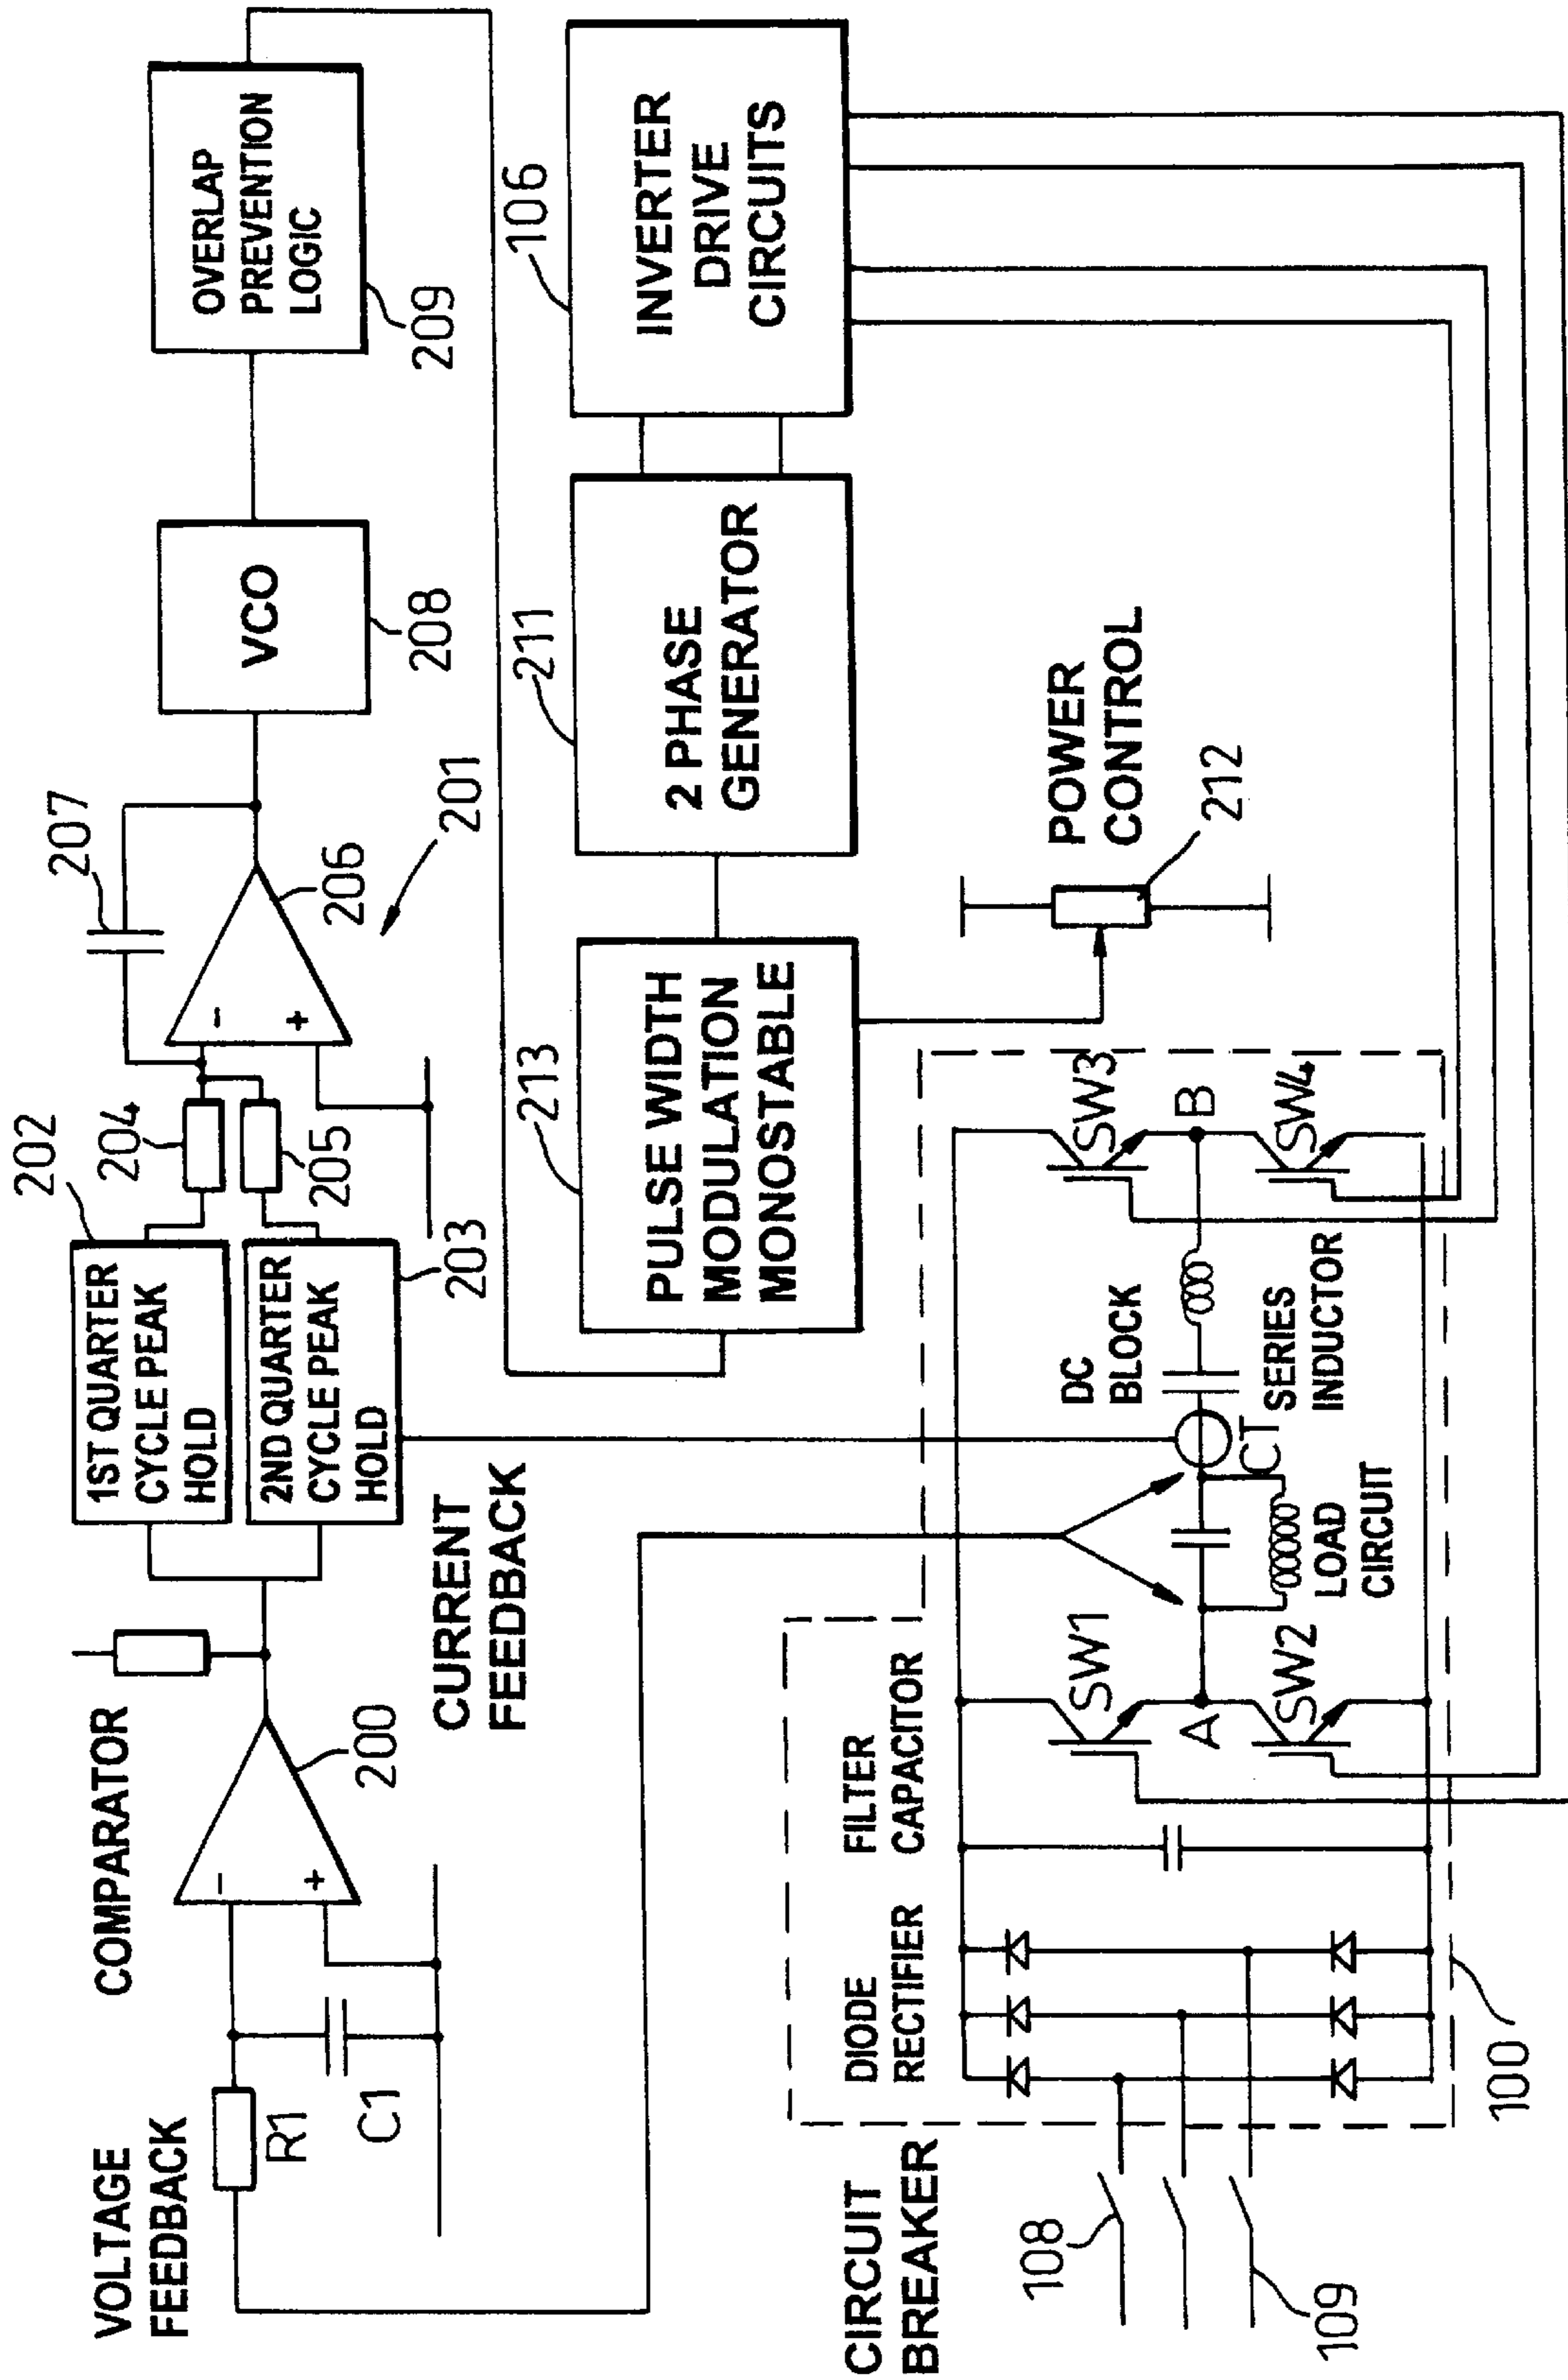 VOLTAGE
FEEDBACK
COMPARATOR
R1
C1
200
CURRENT
FEEDBACK
202
1ST QUARTER
CYCLE PEAK
HOLD
2ND QUARTER
CYCLE PEAK
HOLD
203
204
205
207
-
+
-
+
206
201
VCO
208
OVERLAP
PREVENTION
LOGIC
209
213
PULSE WIDTH
MODULATION
MONOSTABLE
211
2 PHASE
GENERATOR
106
INVERTER
DRIVE
CIRCUITS
POWER
CONTROL
212
CIRCUIT
BREAKER
108
109
DIODE
RECTIFIER
FILTER
CAPACITOR
SW1
SW2
A
LOAD
CIRCUIT
CT
DC
BLOCK
SERIES
INDUCTOR
SW3
B
SW4
100